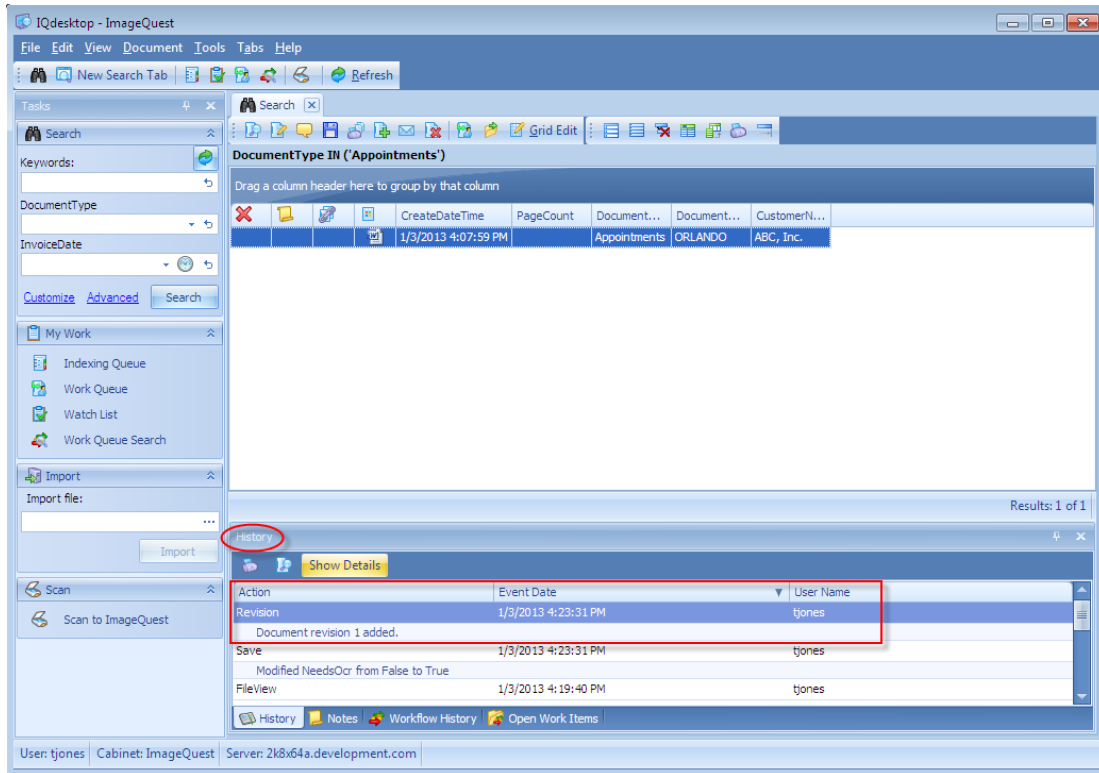 IQdesktop - ImageQuest
File Edit View Document Tools Tabs Help
New Search Tab Refresh
Tasks
Search
Keywords:
DocumentType
InvoiceDate
Customize Advanced Search
My Work
Indexing Queue
Work Queue
Watch List
Work Queue Search
Import
Import file:
...
Import
Scan
Scan to ImageQuest
Search
Grid Edit
DocumentType IN ('Appointments')
Drag a column header here to group by that column
CreateDateTime PageCount Document... Document... CustomerN...
1/3/2013 4:07:59 PM Appointments ORLANDO ABC, Inc.
Results: 1 of 1
History
Show Details
Action Event Date User Name
Revision 1/3/2013 4:23:31 PM tjones
Document revision 1 added.
Save 1/3/2013 4:23:31 PM tjones
Modified NeedsOcr from False to True
FileView 1/3/2013 4:19:40 PM tjones
History Notes Workflow History Open Work Items
User: tjones Cabinet: ImageQuest Server: 2k8x64a.development.com